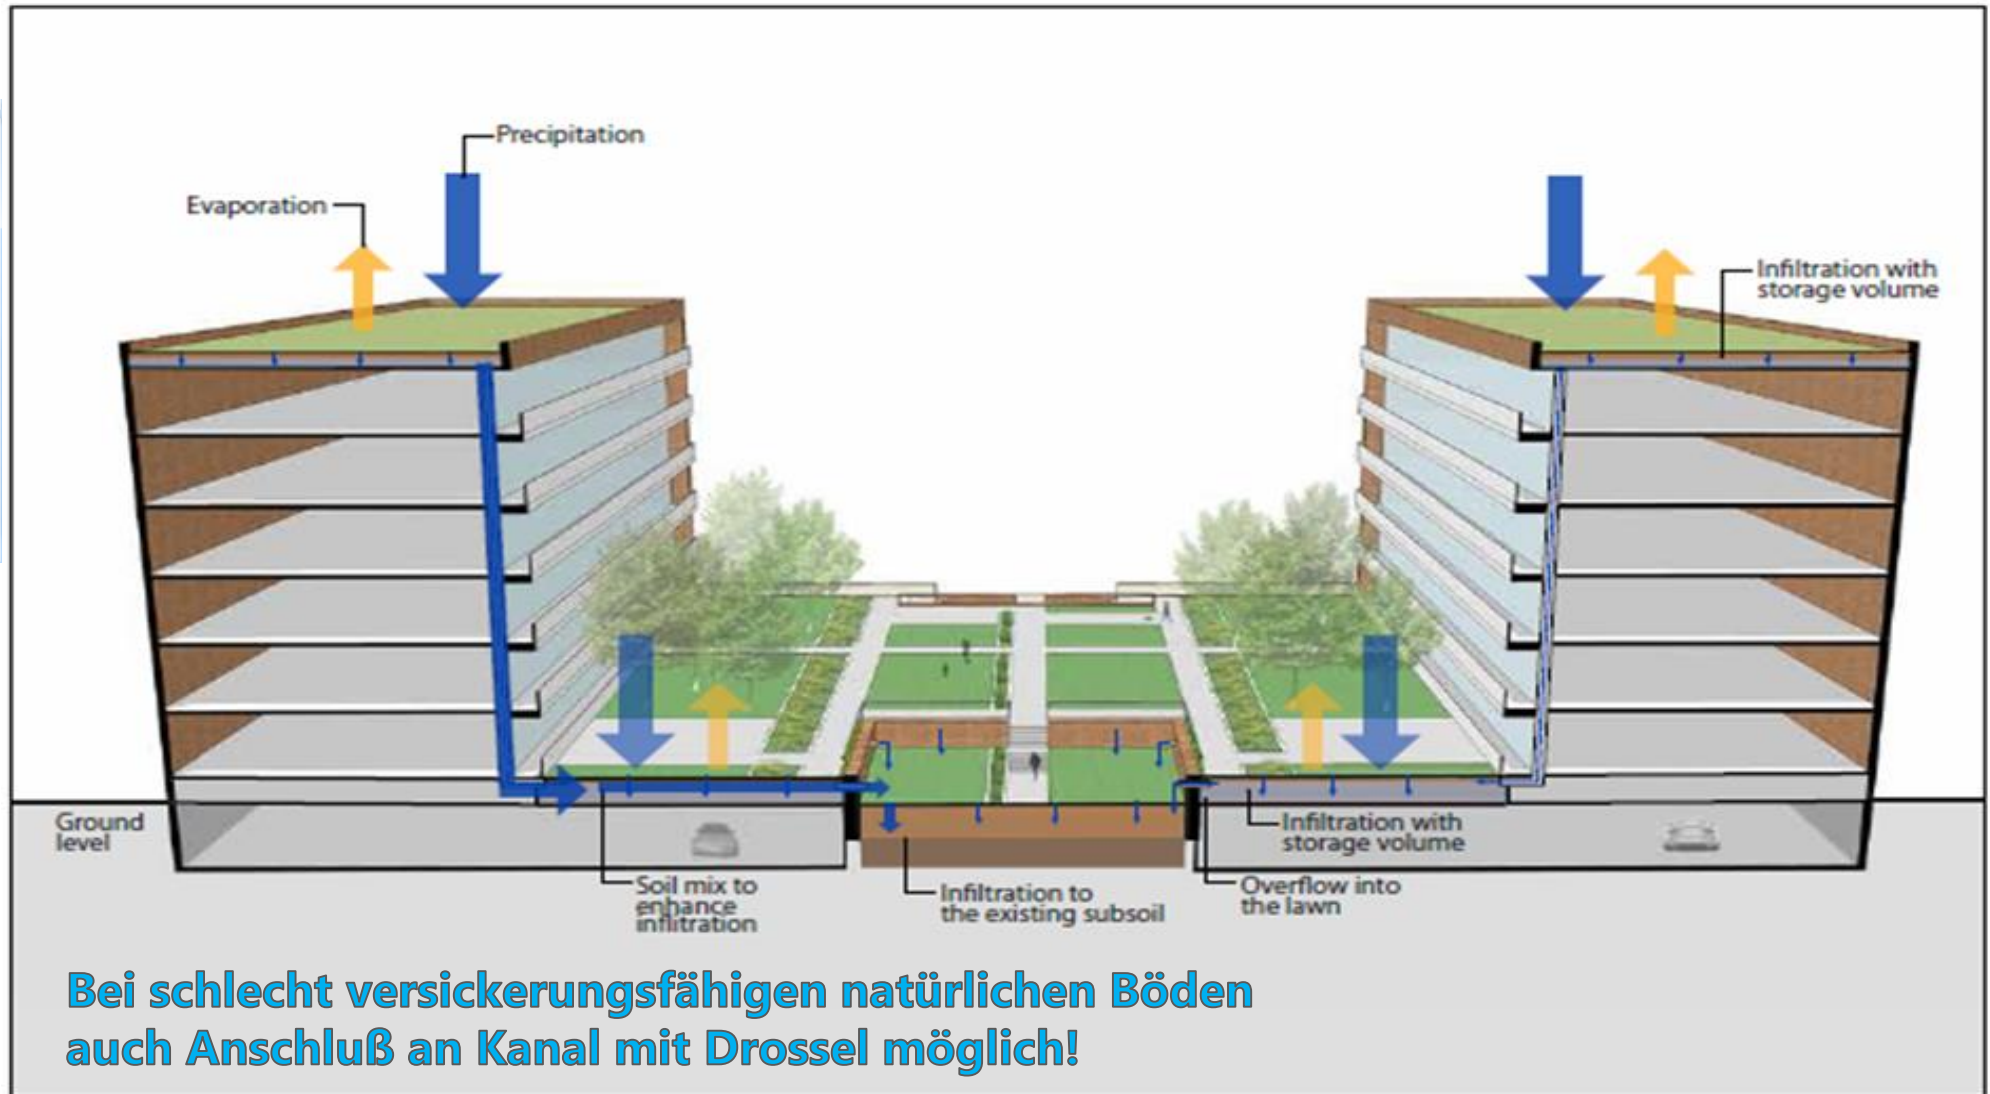 Precipitation
Evaporation
Infiltration with
storage volume
Ground
level
Infiltration with
storage volume
Soil mix to
enhance
infiltration
Infiltration to
the existing subsoil
Overflow into
the lawn
Bei schlecht versickerungsfähigen natürlichen Böden
auch Anschluß an Kanal mit Drossel möglich!